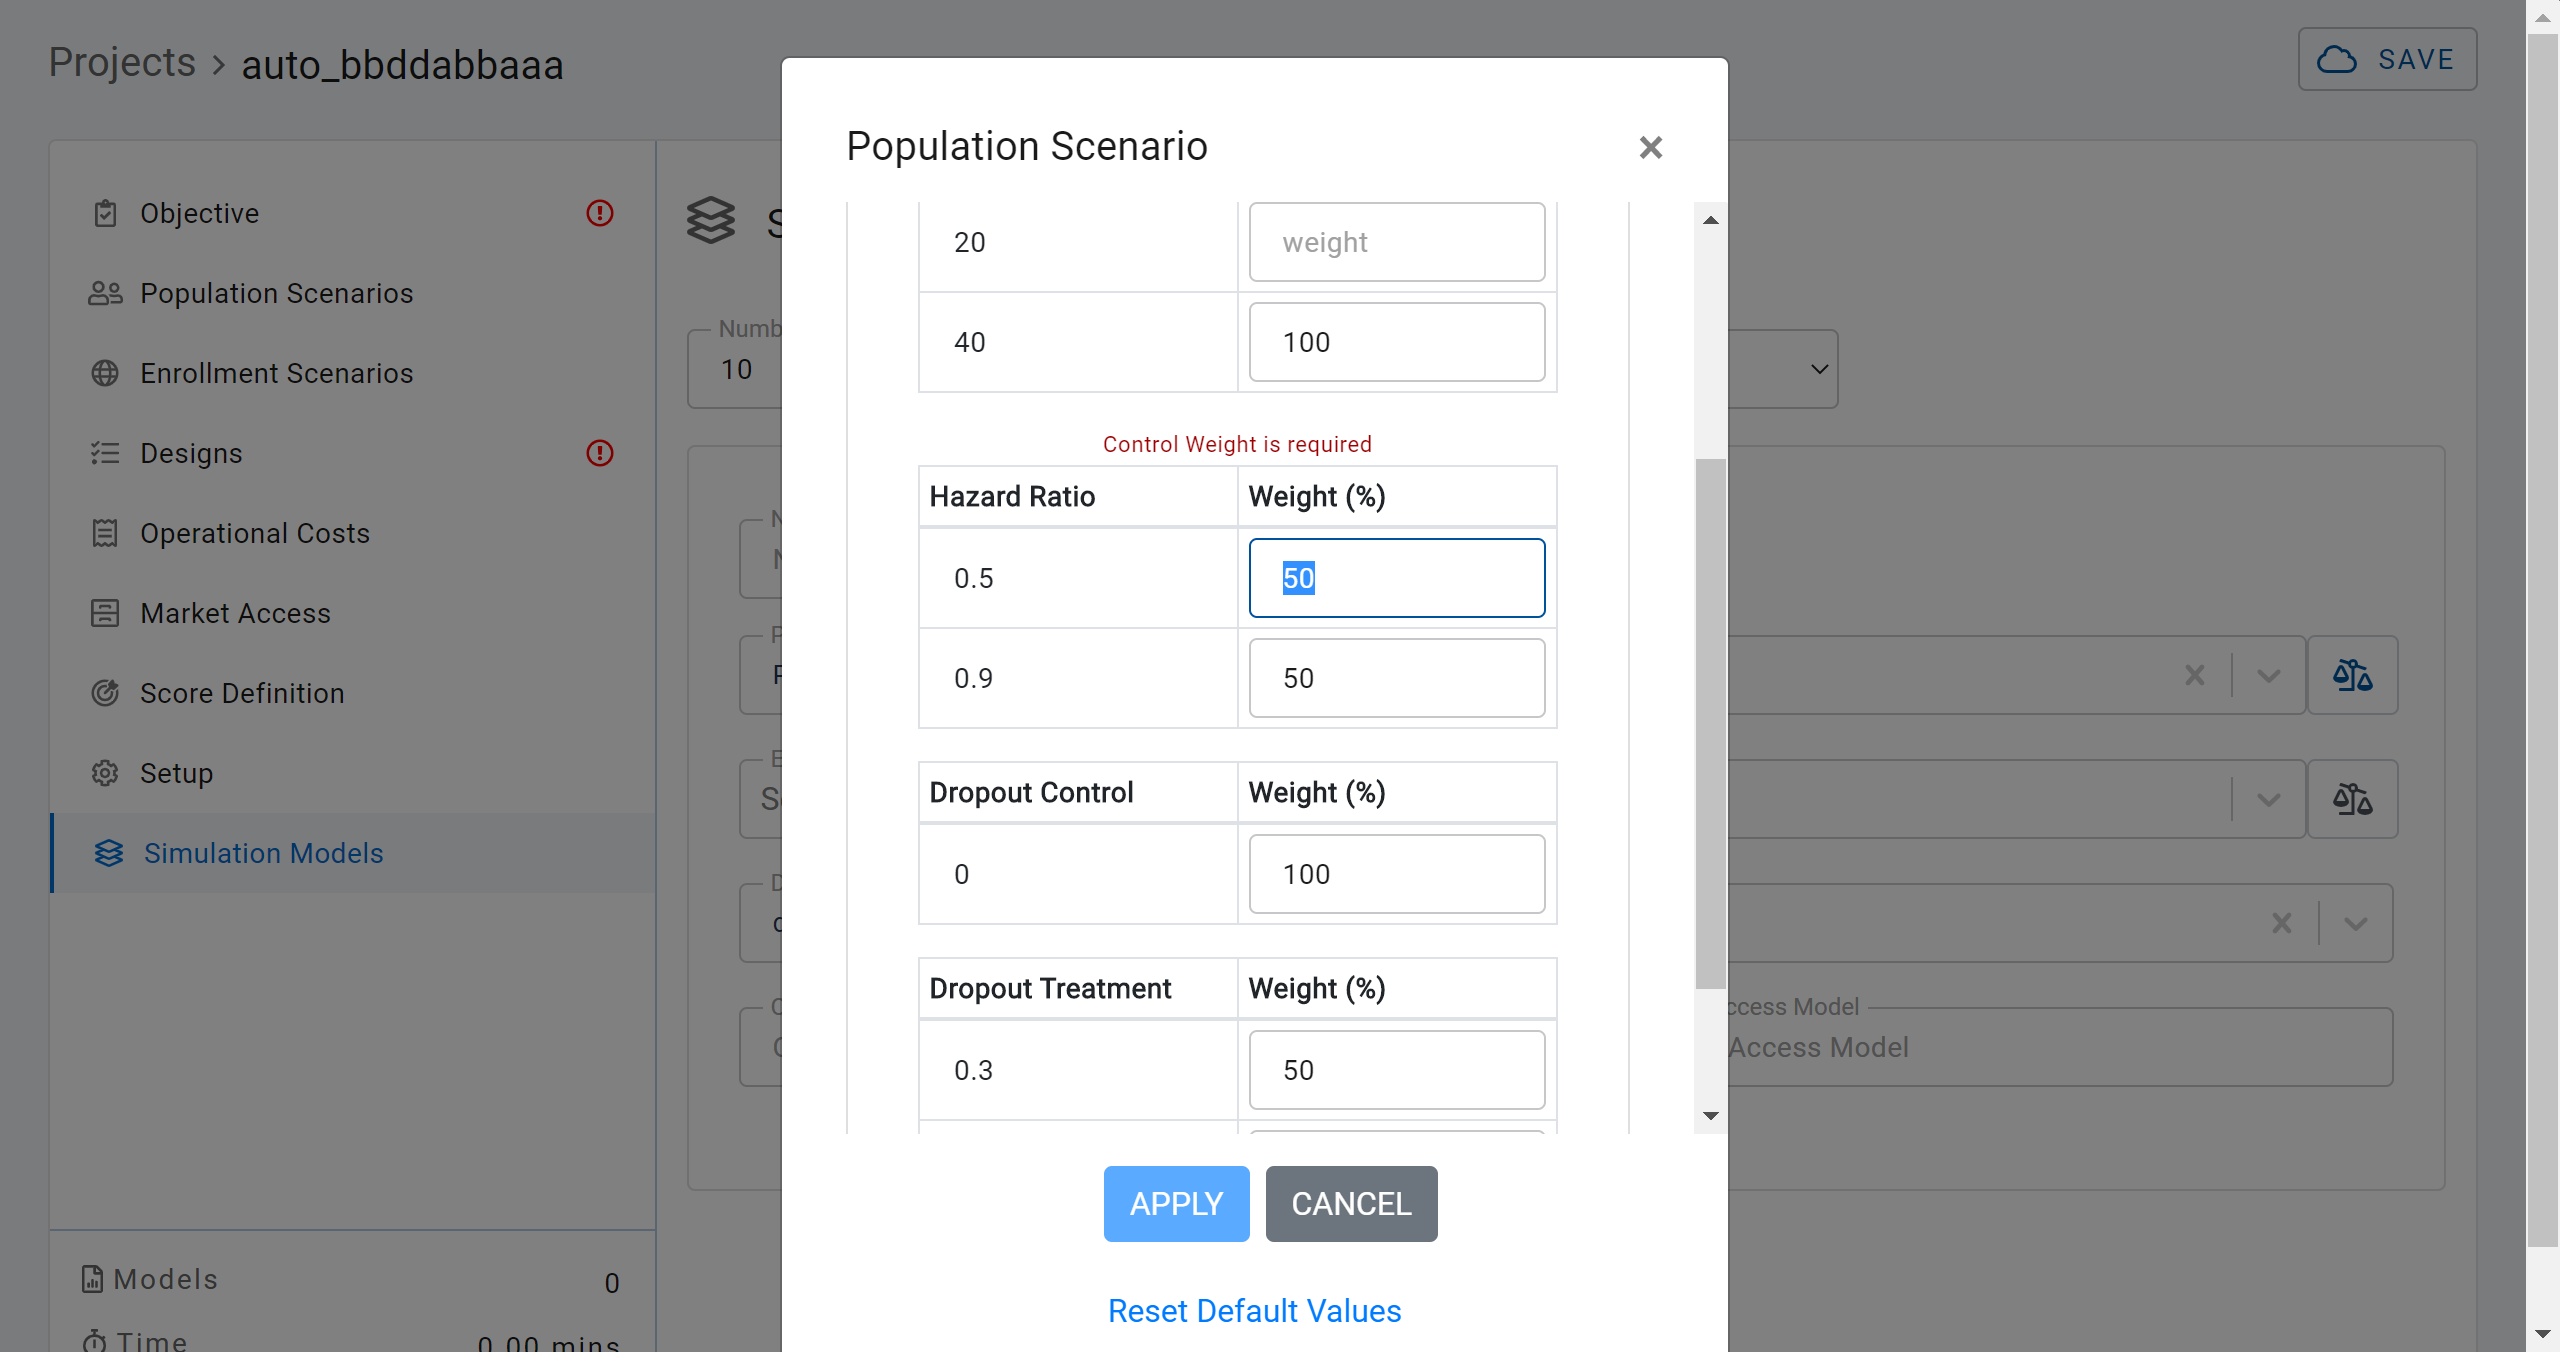 Projects > auto_bbddabbaaa
SAVE
Objective
Population Scenarios
Enrollment Scenarios
Designs
Operational Costs
Market Access
Score Definition
Setup
Simulation Models
Models 0
Time 0.00 mins
10
Population Scenario
20 weight
40 100
Control Weight is required
Hazard Ratio Weight (%)
0.5 50
0.9 50
Dropout Control Weight (%)
0 100
Dropout Treatment Weight (%)
0.3 50
APPLY CANCEL
Reset Default Values
Access Model